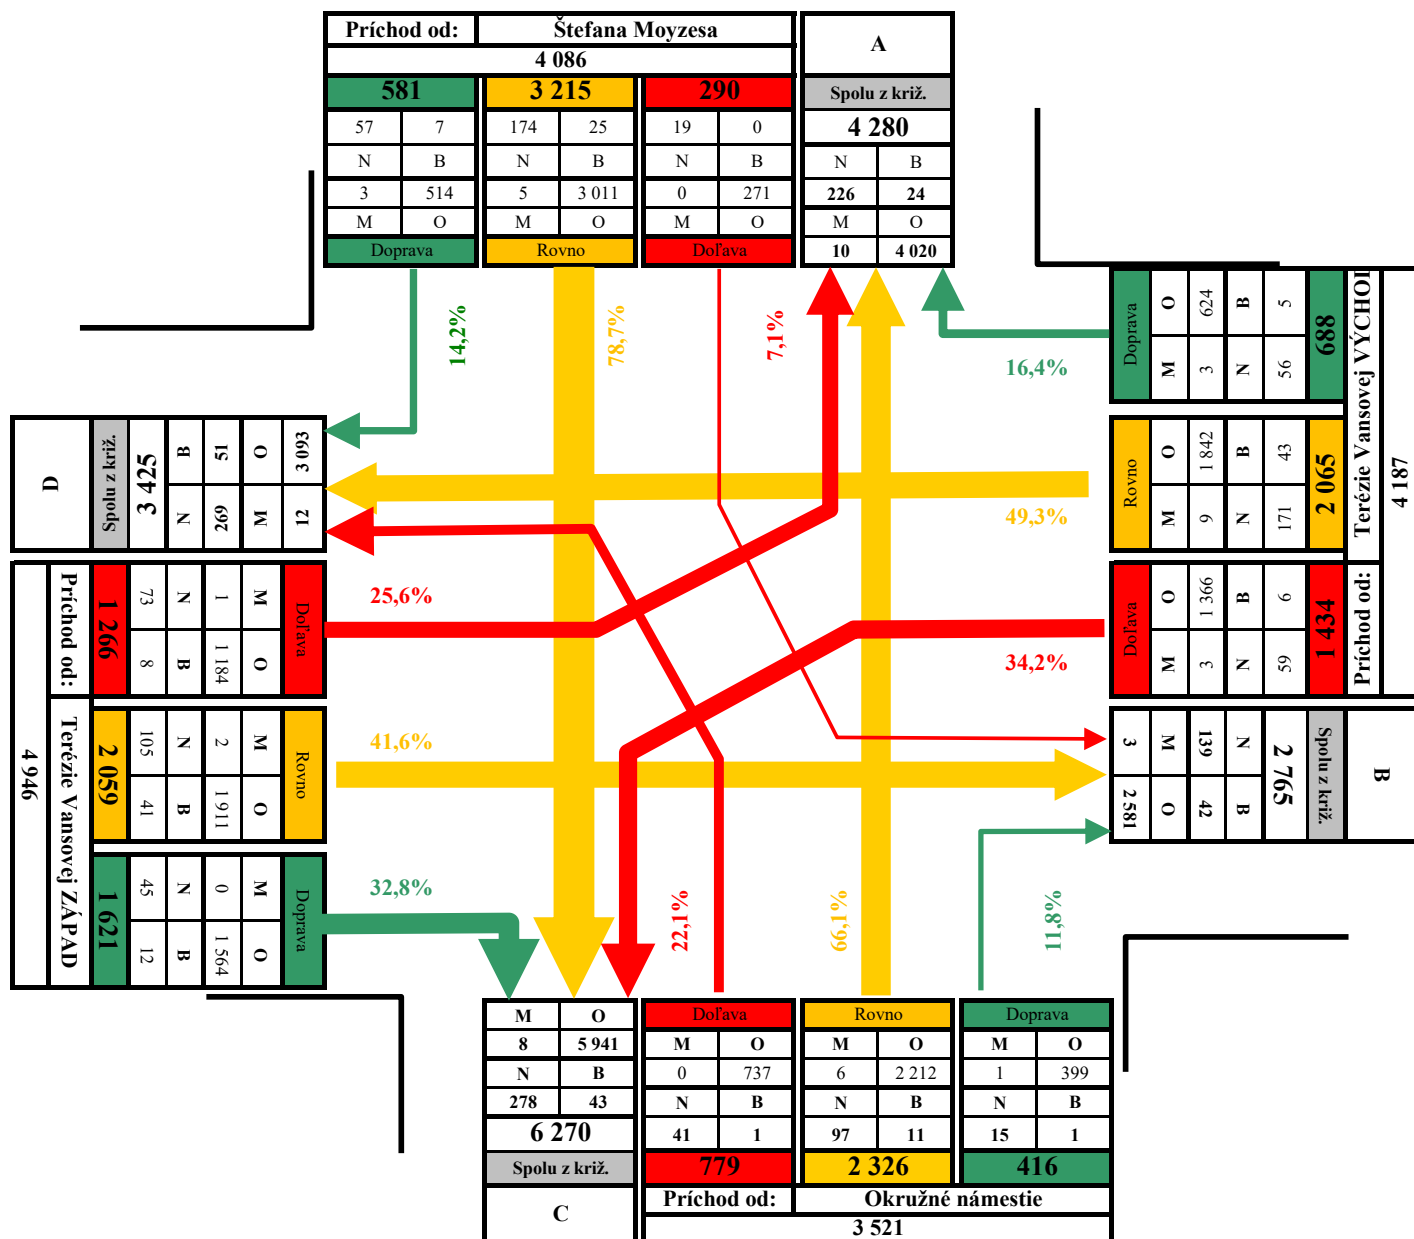 Príchod od: Štefana Moyzesa
4 086
581 3 215 290
57 7 174 25 19 0
N B N B N B
3 514 5 3 011 0 271
M O M O M O
Doprava Rovno Doľava
A
Spolu z križ.
4 280
N B
226 24
M O
10 4 020
14,2%
78,7%
7,1%
16,4%
49,3%
34,2%
Doprava
O 624 B 5
M 3 N 56
688
Rovno
O 1 842 B 43
M 9 N 171
2 065
Doľava
O 1 366 B 6
M 3 N 59
1 434
Príchod od: Terézie Vansovej VÝCHOD
4 187
B
Spolu z križ.
2 765
N B
139 42
M O
3 2 581
D
Spolu z križ.
3 425
B N
51 269
O M
3 093 12
Príchod od: Terézie Vansovej ZÁPAD
4 946
1 266
73 8
N B
1 1 184
M O
Doľava
2 059
105 41
N B
2 1 911
M O
Rovno
1 621
45 12
N B
0 1 564
M O
Doprava
25,6%
41,6%
32,8%
22,1%
66,1%
11,8%
M O
8 5 941
N B
278 43
6 270
Spolu z križ.
C
Doľava Rovno Doprava
M O M O M O
0 737 6 2 212 1 399
N B N B N B
41 1 97 11 15 1
779 2 326 416
Príchod od: Okružné námestie
3 521